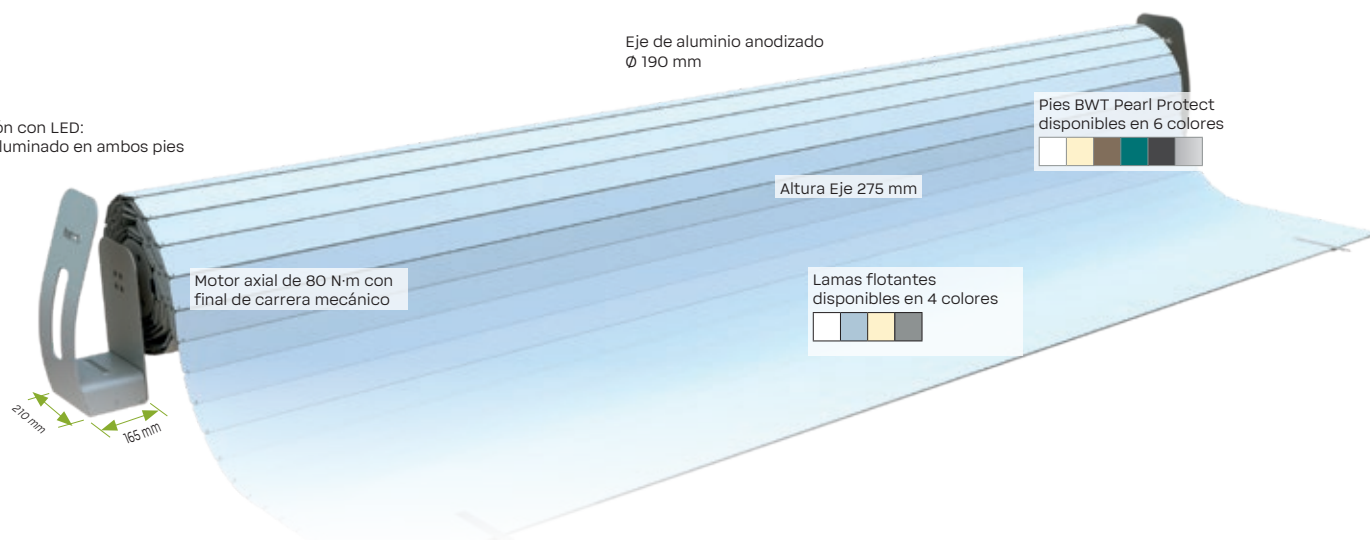 Eje de aluminio anodizado
Ø 190 mm
Pies BWT Pearl Protect
disponibles en 6 colores
con LED:
en ambos pies
Altura Eje 275 mm
Motor axial de 80 N·m con
final de carrera mecánico
Lamas flotantes
disponibles en 4 colores
210 mm
165 mm